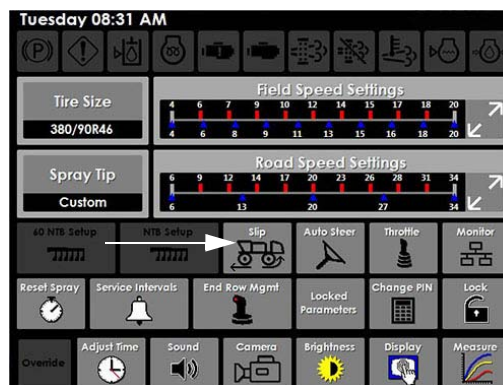 Tuesday 08:31 AM
Tire Size
380/90R46
Field Speed Settings
4 6 7 9 10 12 14 15 17 18 20
4 6 8 9 11 13 15 16 18 20
Spray Tip
Custom
Road Speed Settings
6 9 12 14 17 20 23 26 28 31 34
6 13 20 27 34
60 NTB Setup NTB Setup Slip Auto Steer Throttle Monitor
Reset Spray Service Intervals End Row Mgmt Locked Parameters Change PIN Lock
Override Adjust Time Sound Camera Brightness Display Measure